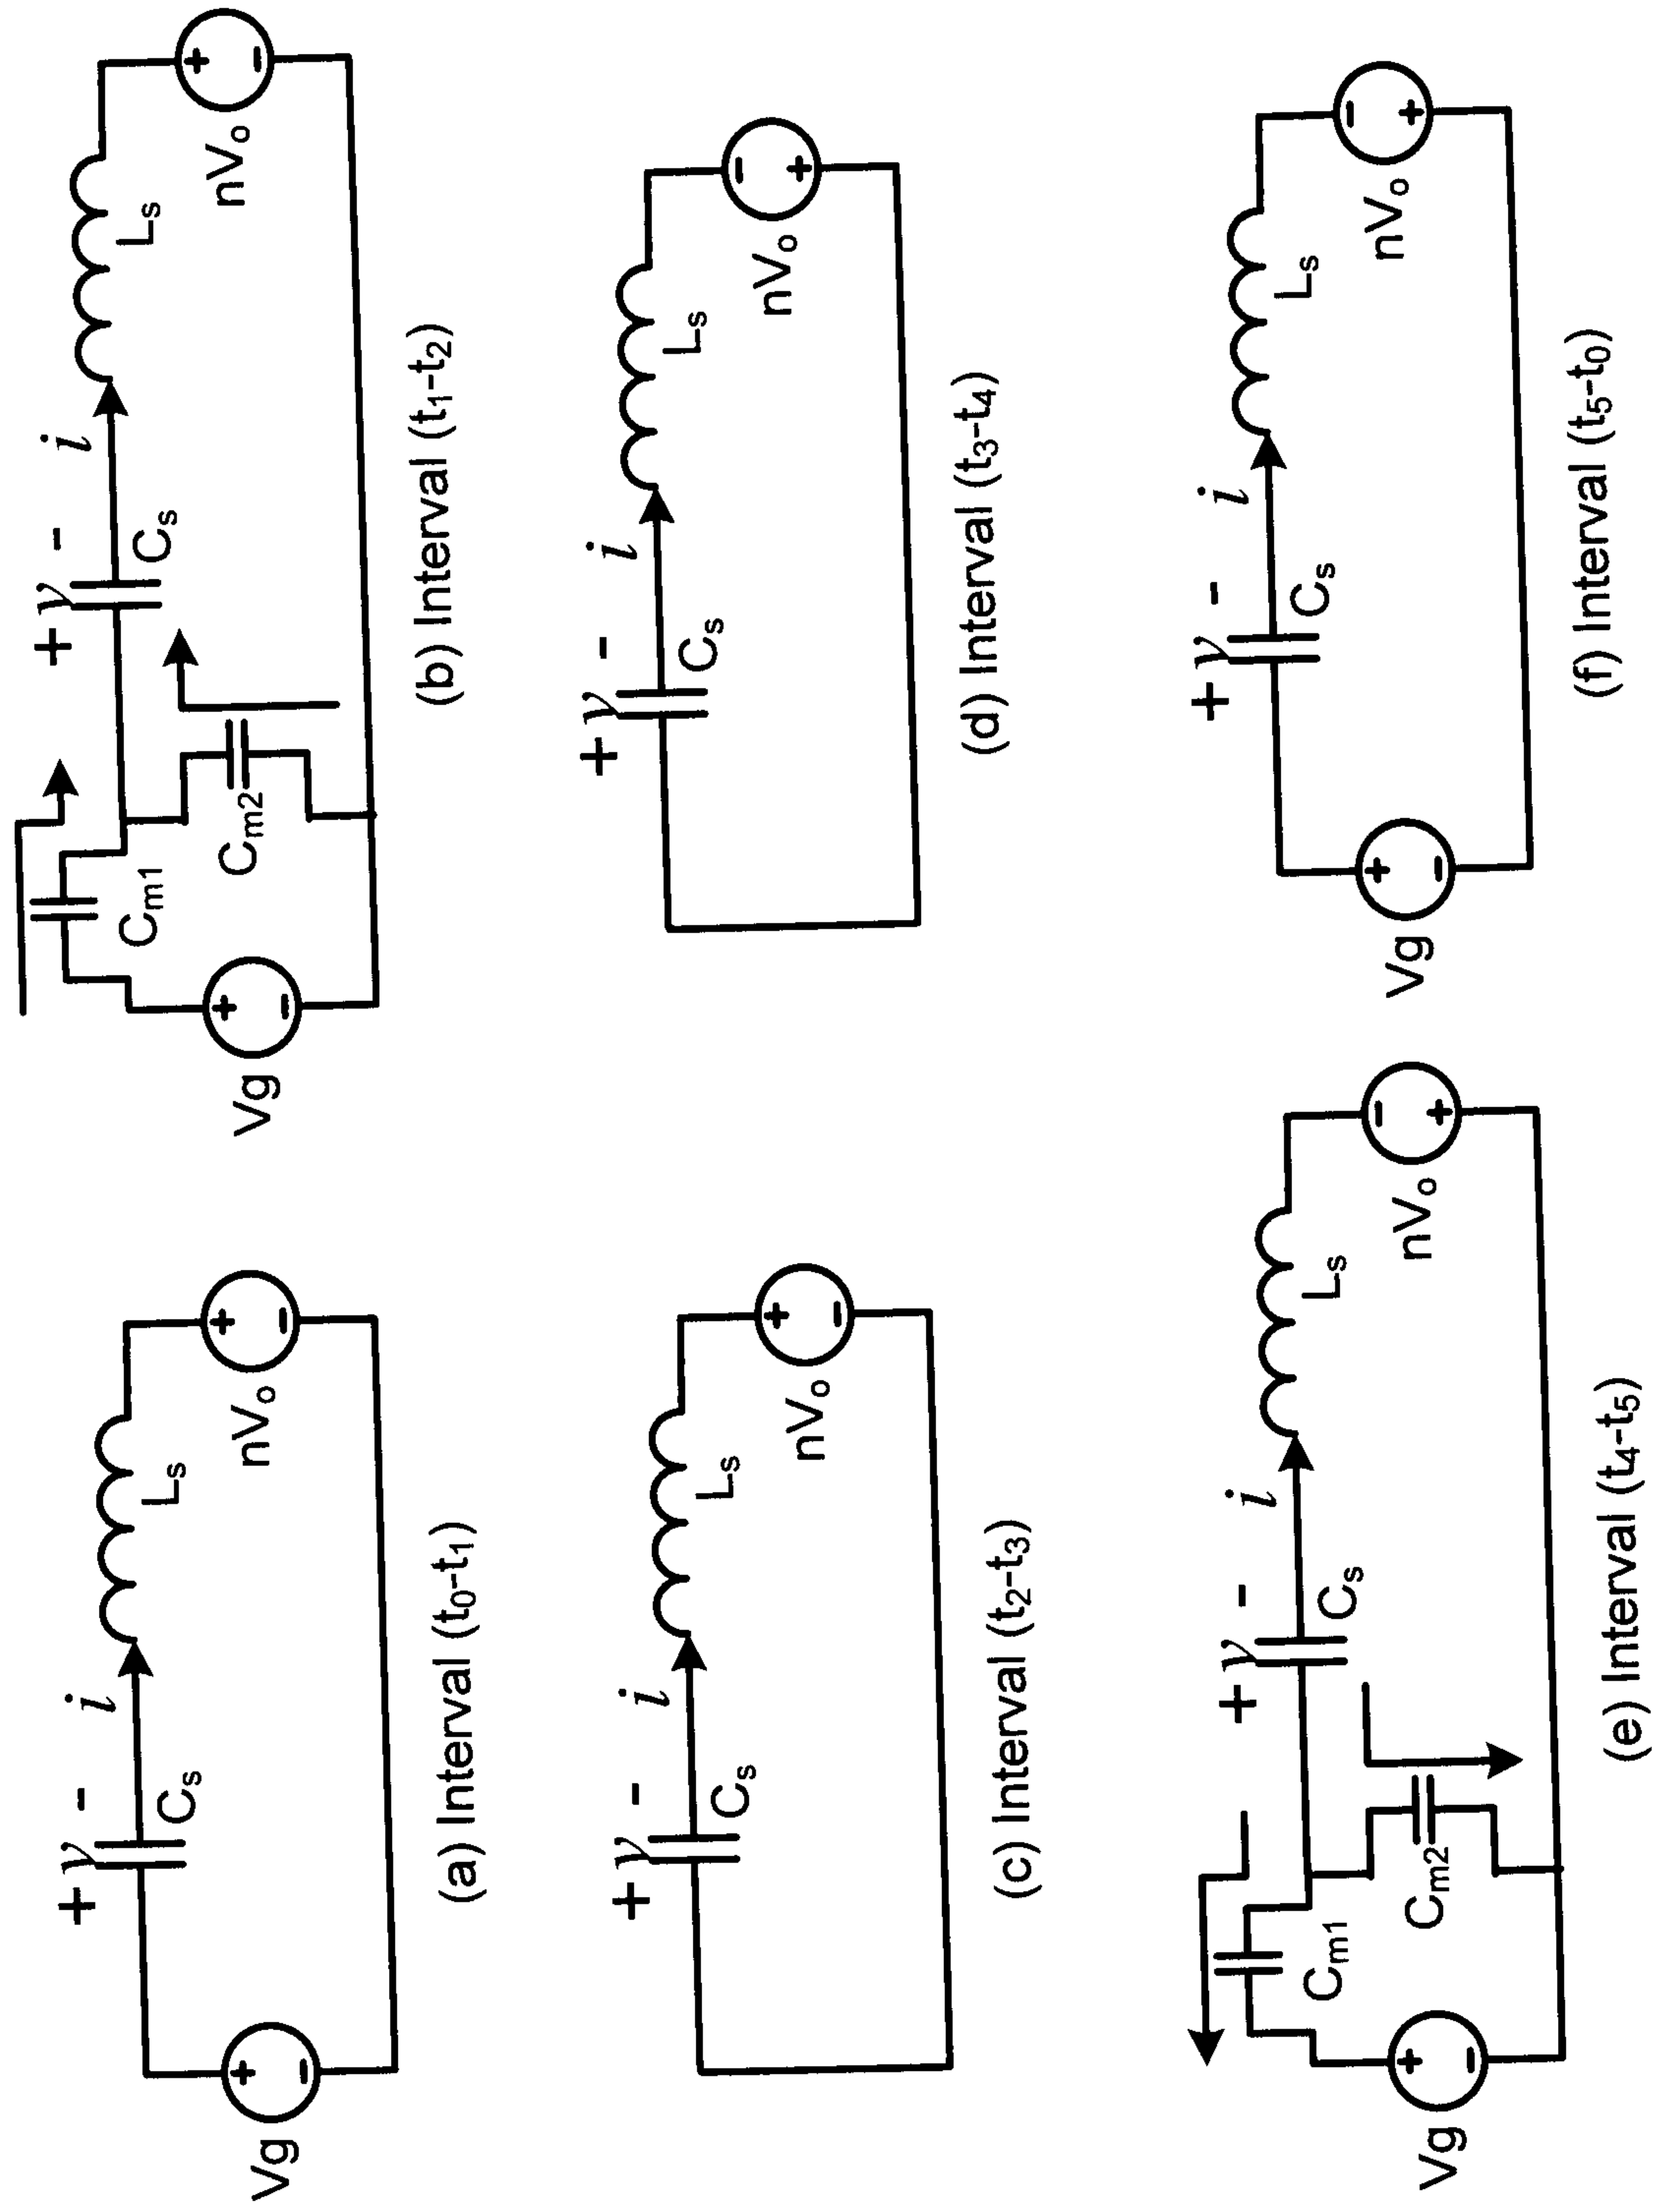 Vg
+
-
+ v -
Cs
i
Ls
nVo
+
-
(a) Interval (t0-t1)
Vg
+
-
Cm1
Cm2
+ v -
Cs
i
Ls
nVo
+
-
(b) Interval (t1-t2)
+ v -
Cs
i
Ls
nVo
+
-
(c) Interval (t2-t3)
+ v -
Cs
i
Ls
nVo
-
+
(d) Interval (t3-t4)
Vg
+
-
Cm1
Cm2
+ v -
Cs
i
Ls
nVo
-
+
(e) Interval (t4-t5)
Vg
+
-
+ v -
Cs
i
Ls
nVo
-
+
(f) Interval (t5-t0)